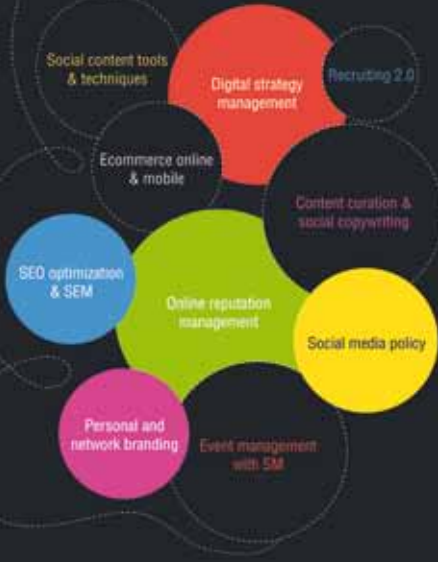 Social content tools
& techniques
Digital strategy
management
Recruiting 2.0
Ecommerce online
& mobile
Content curation &
social copywriting
SEO optimization
& SEM
Online reputation
management
Social media policy
Personal and
network branding
Event management
with SM